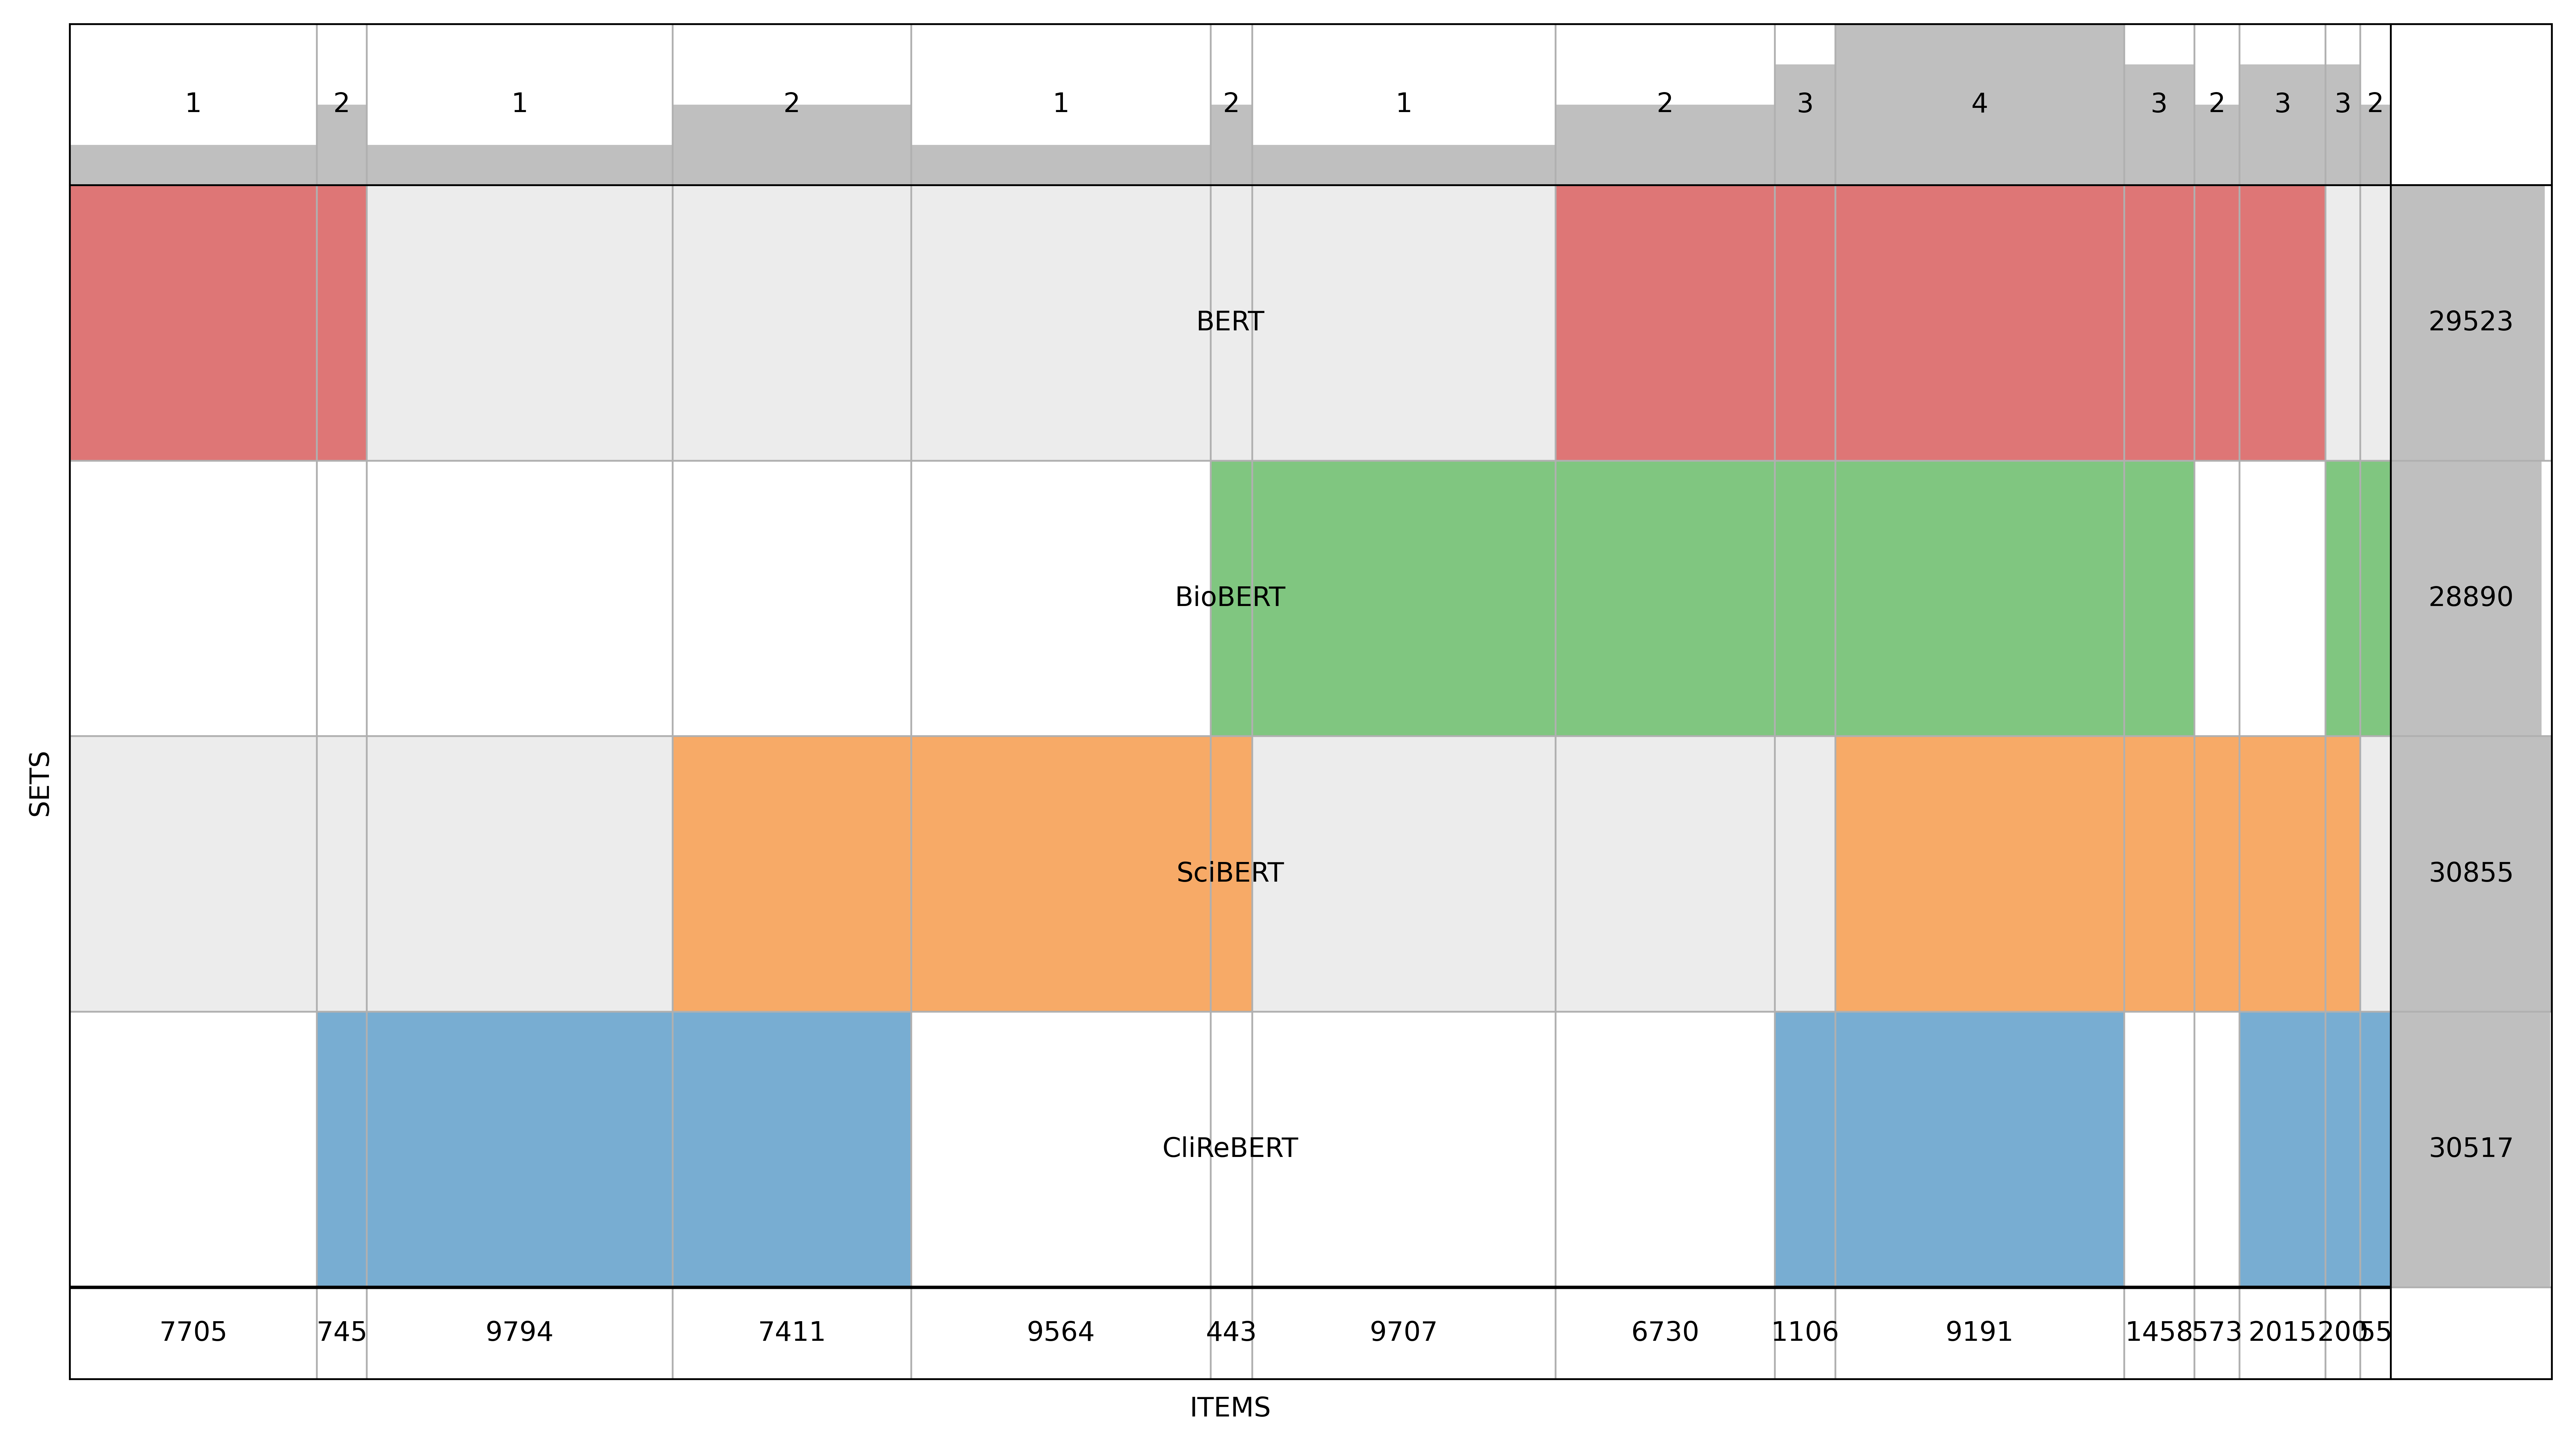 1 2 1 2 1 2 1 2 3 4 3 2 3 3 2
BERT 29523
BioBERT 28890
SciBERT 30855
CliReBERT 30517
SETS
7705 745 9794 7411 9564 443 9707 6730 1106 9191 1458 573 2015 200 55
ITEMS